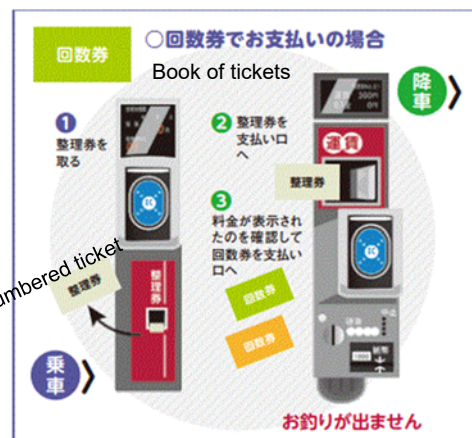 回数券
○回数券でお支払いの場合
Book of tickets
降車
1
整理券を
取る
2 整理券を
支払い口
へ
運賃
整理券
3
料金が表示され
たのを確認して
回数券を支払い
口へ
umbered ticket
整理券
整理券
回数券
回数券
乗車
お釣りが出ません